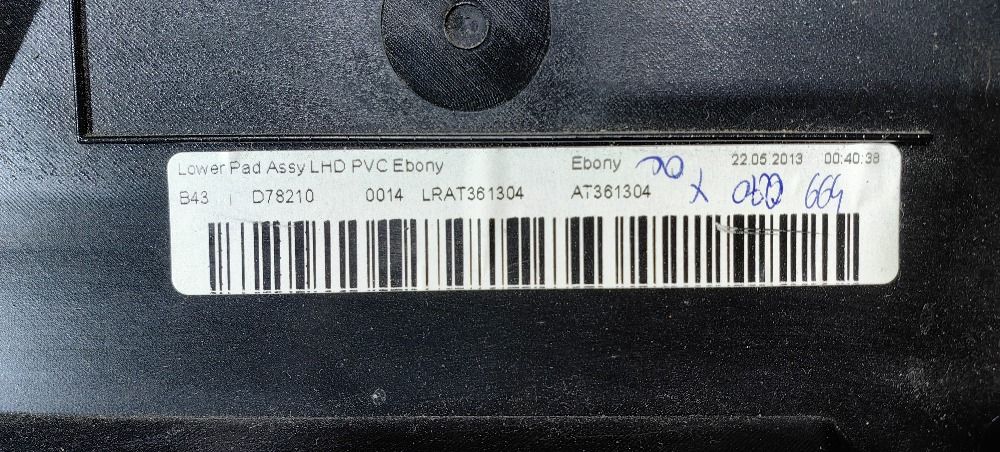 Lower Pad Assy LHD PVC Ebony Ebony 22.05.2013 00:40:38
B43 D78210 0014 LRAT361304 AT361304